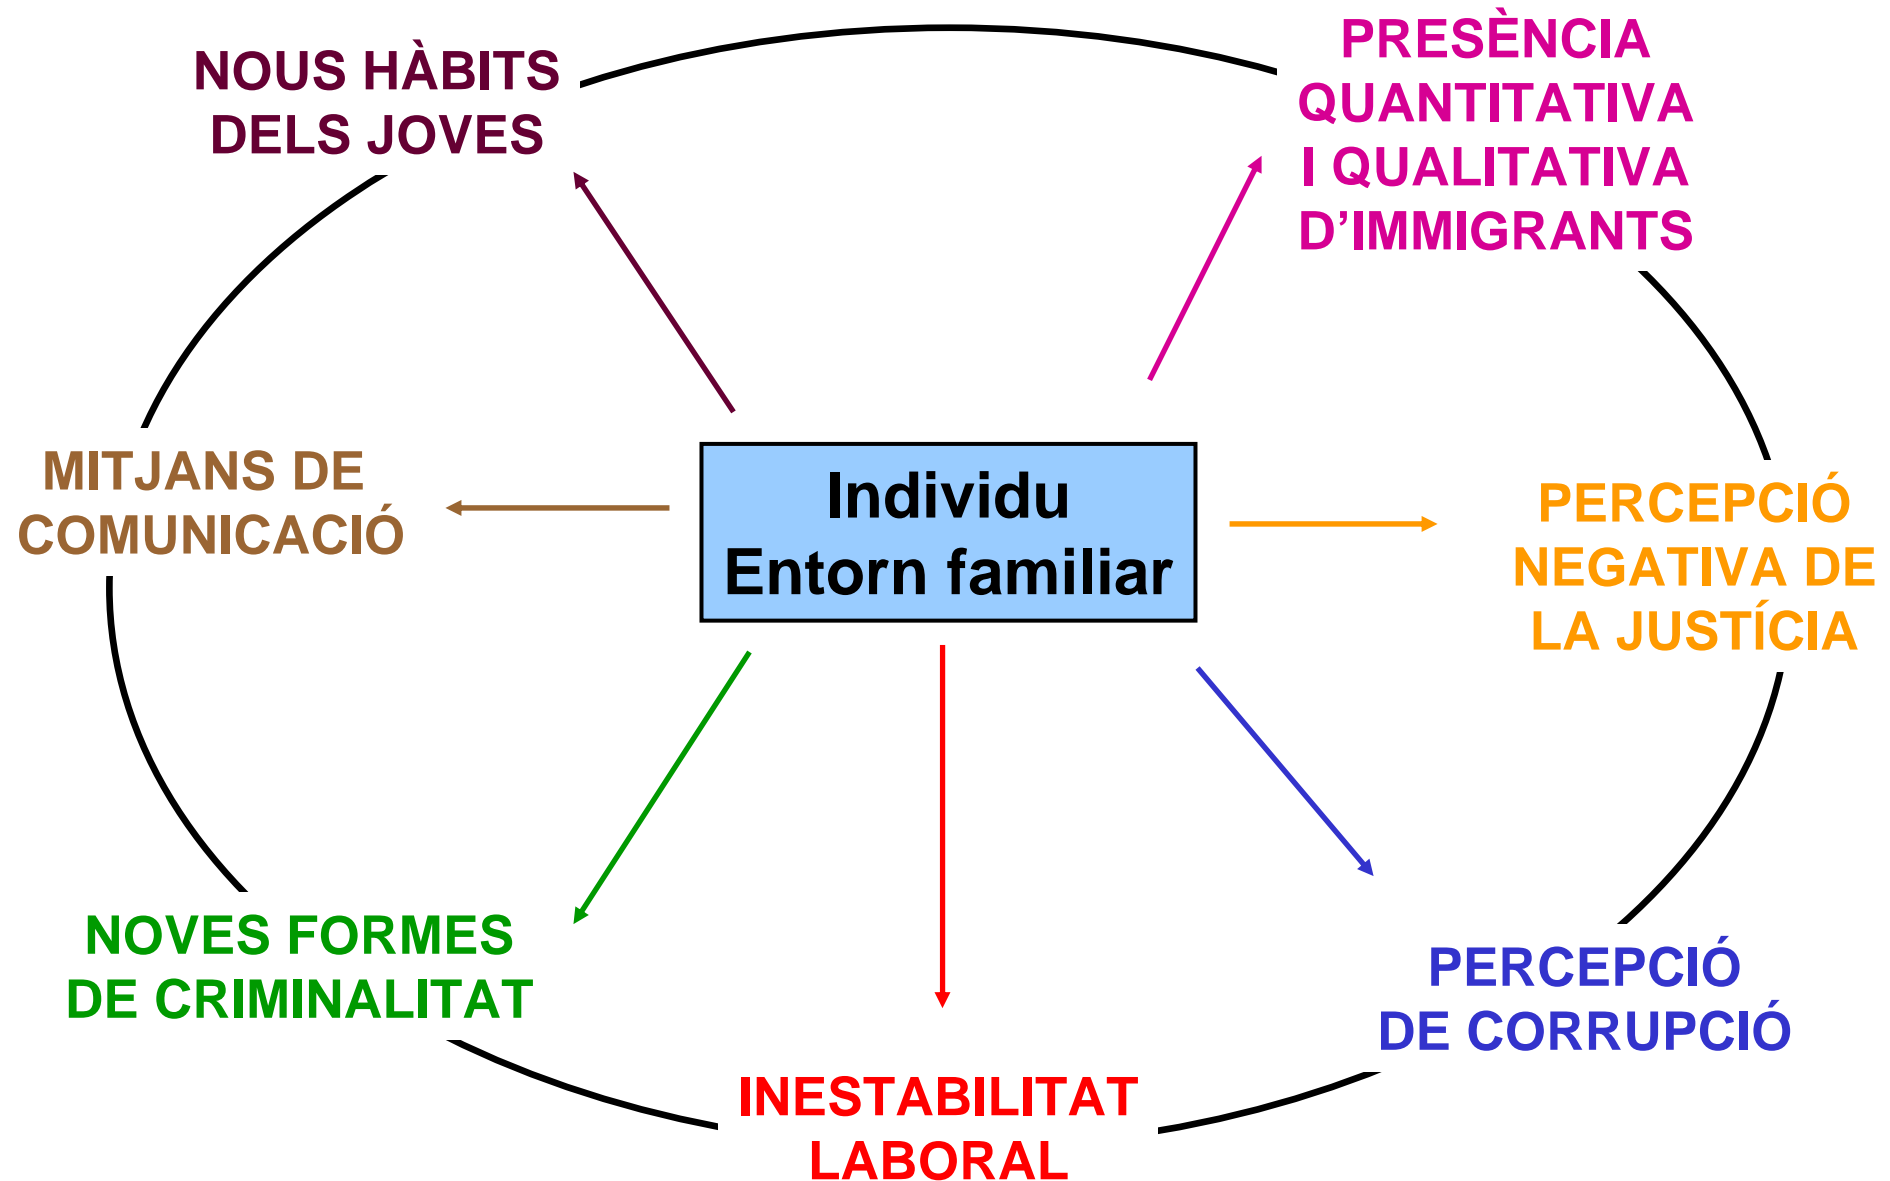 NOUS HÀBITS
DELS JOVES
PRESÈNCIA
QUANTITATIVA
I QUALITATIVA
D’IMMIGRANTS
MITJANS DE
COMUNICACIÓ
Individu
Entorn familiar
PERCEPCIÓ
NEGATIVA DE
LA JUSTÍCIA
NOVES FORMES
DE CRIMINALITAT
PERCEPCIÓ
DE CORRUPCIÓ
INESTABILITAT
LABORAL